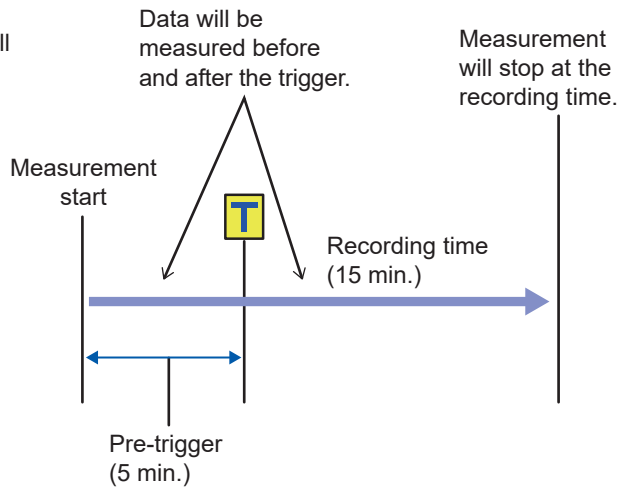 Data will be
measured before
and after the trigger.
ll
Measurement
will stop at the
recording time.
Measurement
start
T
Recording time
(15 min.)
Pre-trigger
(5 min.)